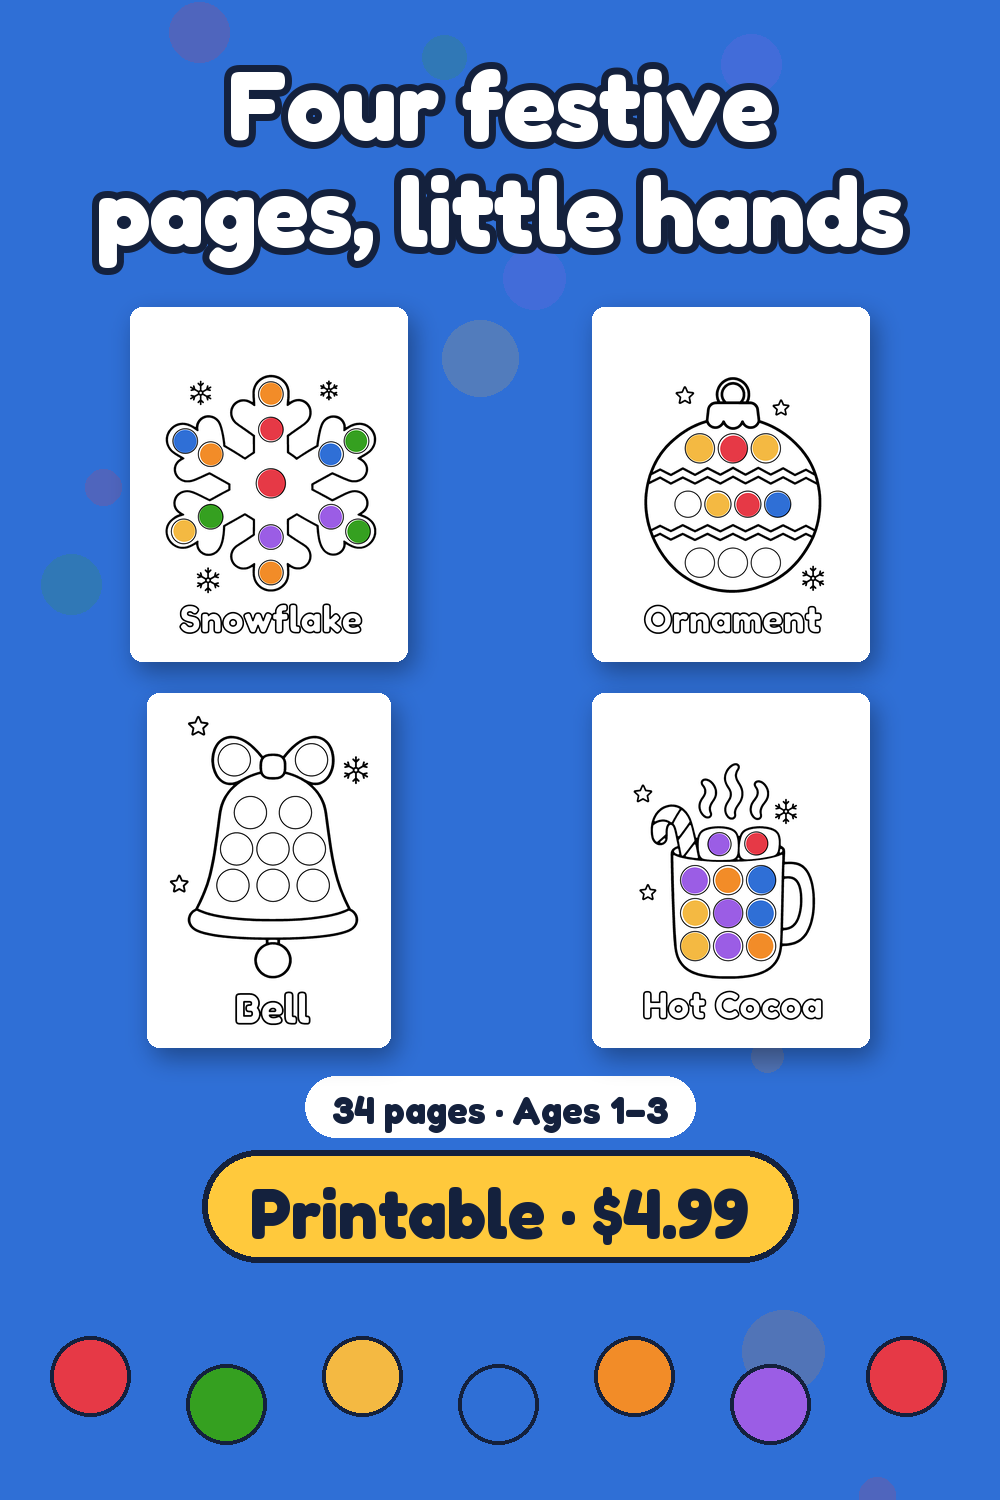 Four festive
pages, little hands
Snowflake
Ornament
Bell
Hot Cocoa
34 pages · Ages 1–3
Printable · $4.99